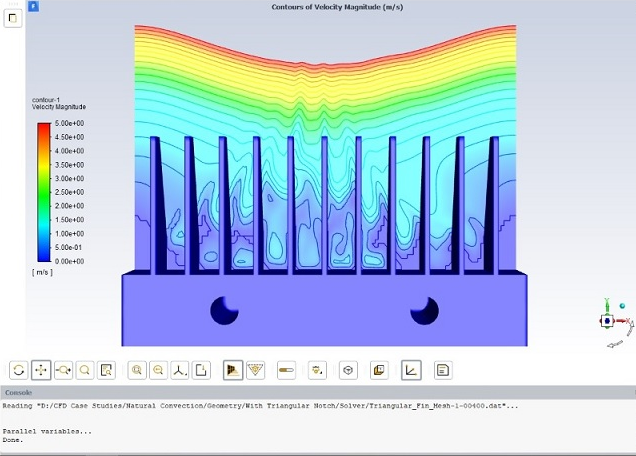 Contours of Velocity Magnitude (m/s)
contour-1
Velocity Magnitude
5.00e+00
4.50e+00
4.00e+00
3.50e+00
3.00e+00
2.50e+00
2.00e+00
1.50e+00
1.00e+00
5.00e-01
0.00e+00
[ m/s ]
Y
X
Console
Reading "D:/CFD Case Studies/Natural Convection/Geometry/With Triangular Notch/Solver/Triangular_Fin_Mesh-1-00400.dat"...
Parallel variables...
Done.